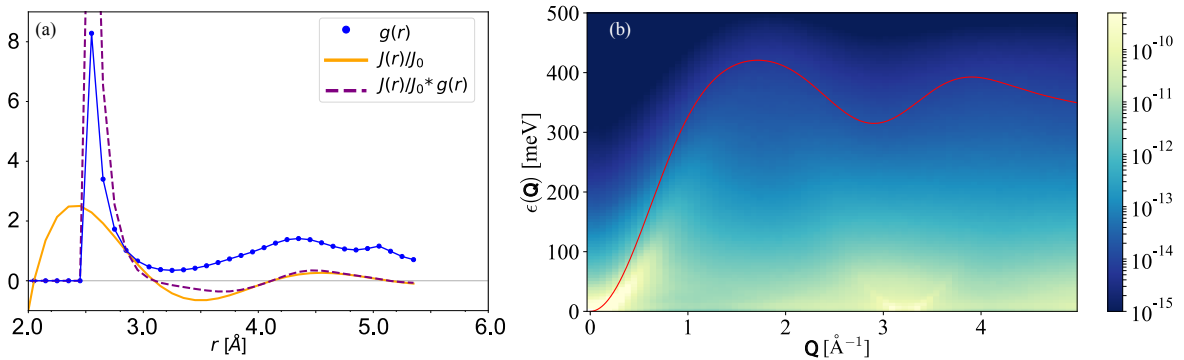 (a)
g(r)
J(r)/J₀
J(r)/J₀* g(r)
8
6
4
2
0
2.0 3.0 4.0 5.0 6.0
r [Å]
(b)
500
400
300
200
100
0
ϵ(Q) [meV]
0 1 2 3 4
Q [Å⁻¹]
10⁻¹⁰
10⁻¹¹
10⁻¹²
10⁻¹³
10⁻¹⁴
10⁻¹⁵